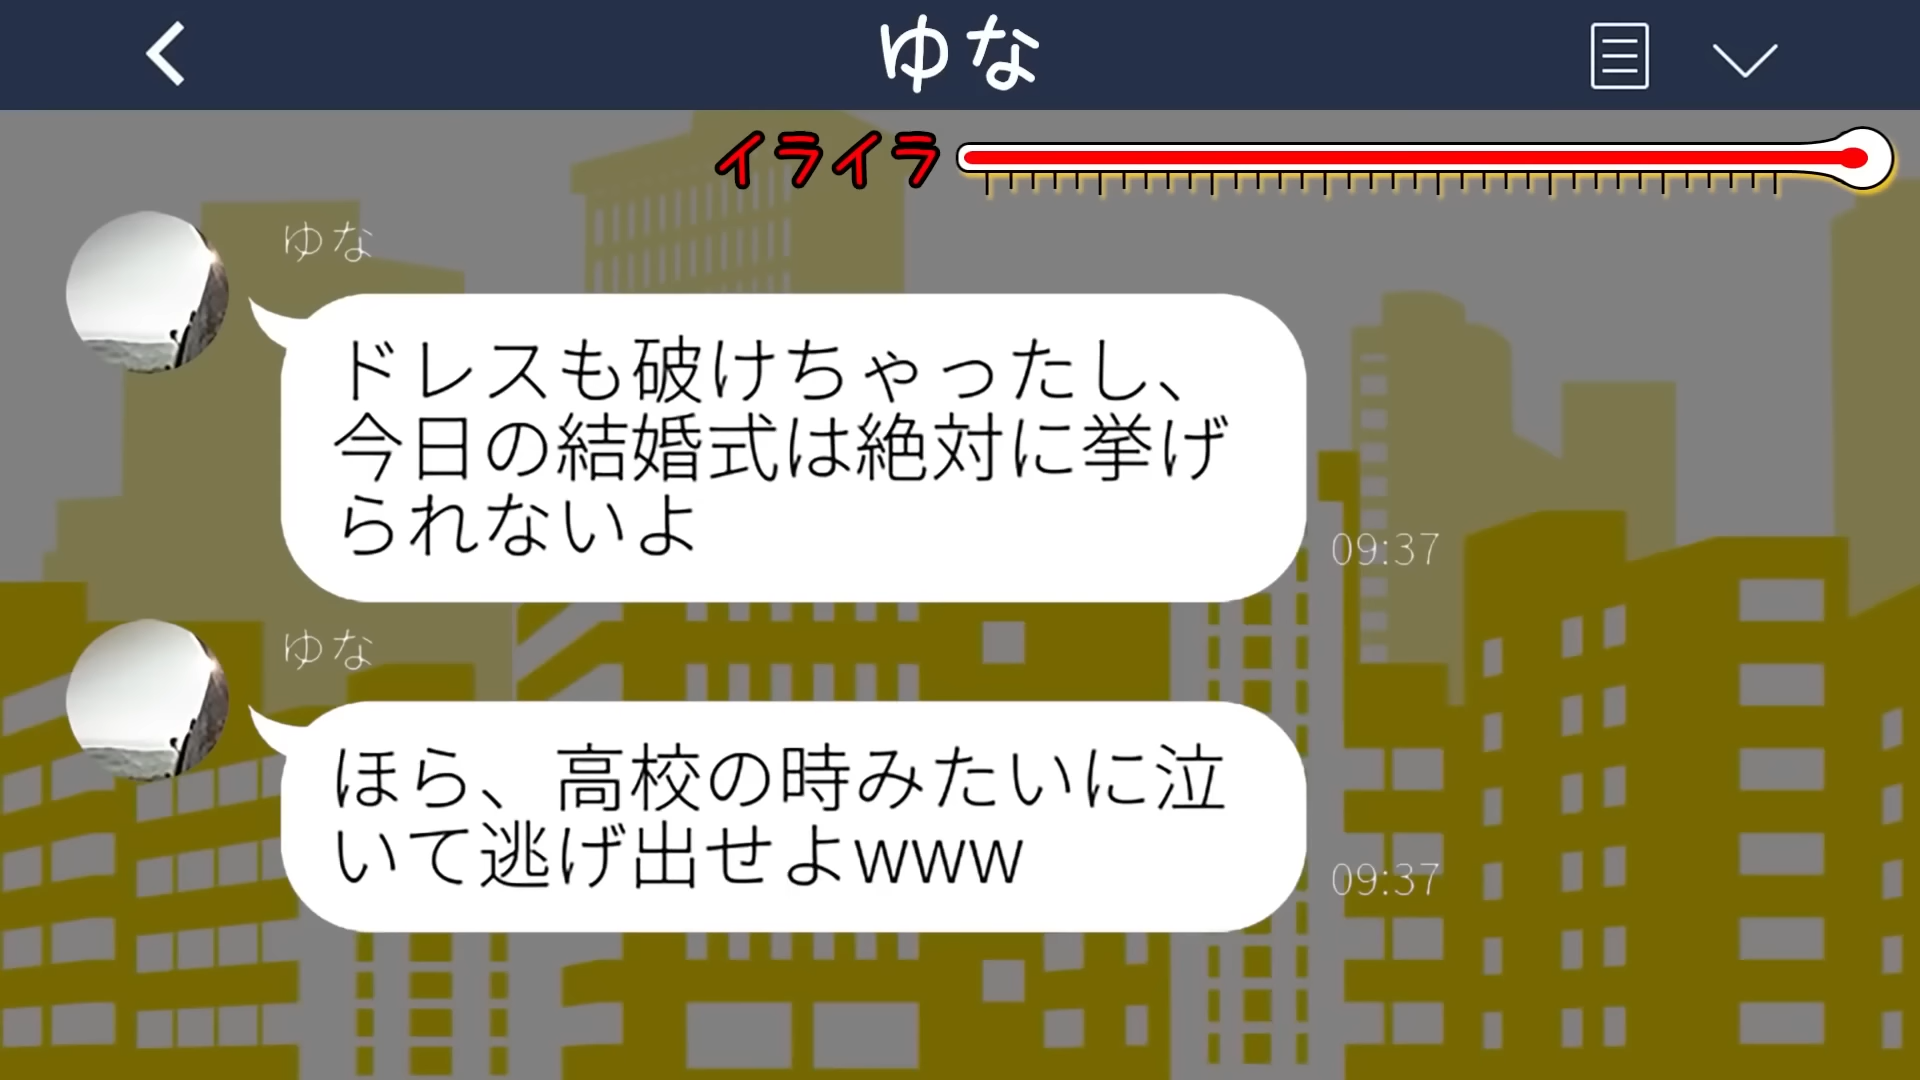 ゆな
イライラ
ゆな
ドレスも破けちゃったし、
今日の結婚式は絶対に挙げ
られないよ
09:37
ゆな
ほら、高校の時みたいに泣
いて逃げ出せよwww
09:37